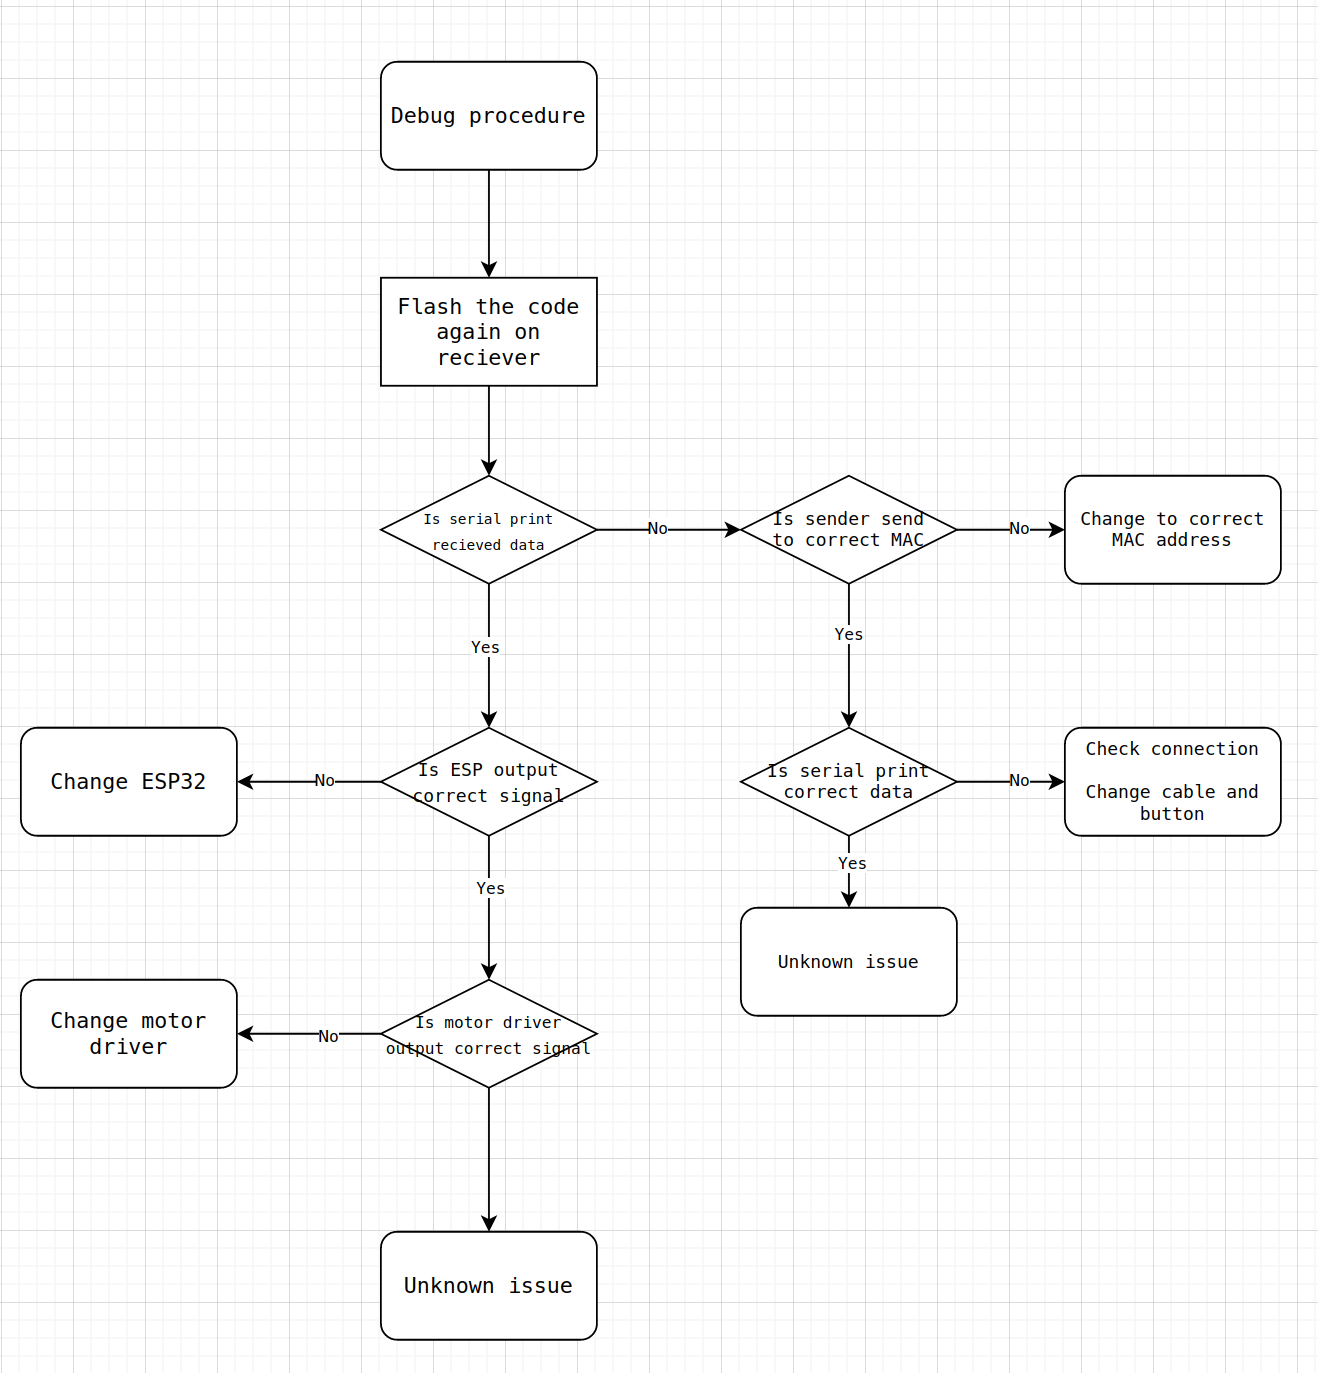 Debug procedure
Flash the code
again on
reciever
Is serial print
recieved data
No
Is sender send
to correct MAC
No
Change to correct
MAC address
Yes
Yes
Change ESP32
No
Is ESP output
correct signal
Is serial print
correct data
No
Check connection
Change cable and
button
Yes
Yes
Unknown issue
Change motor
driver
No
Is motor driver
output correct signal
Unknown issue